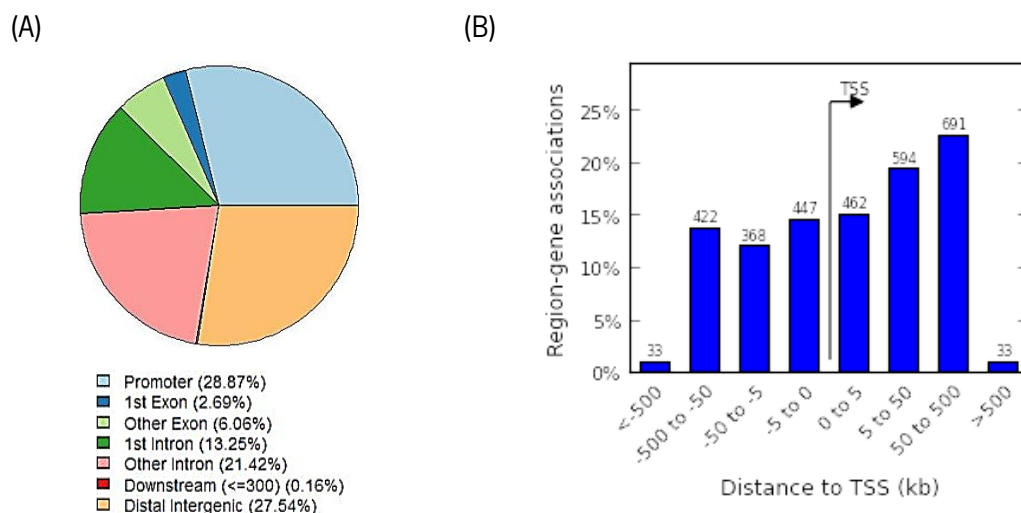 (A)
Promoter (28.87%)
1st Exon (2.69%)
Other Exon (6.06%)
1st Intron (13.25%)
Other Intron (21.42%)
Downstream (<=300) (0.16%)
Distal Intergenic (27.54%)
(B)
Region-gene associations
25%
20%
15%
10%
5%
0%
TSS
33
422
368
447
462
594
691
33
<-500
-500 to -50
-50 to -5
-5 to 0
0 to 5
5 to 50
50 to 500
>500
Distance to TSS (kb)